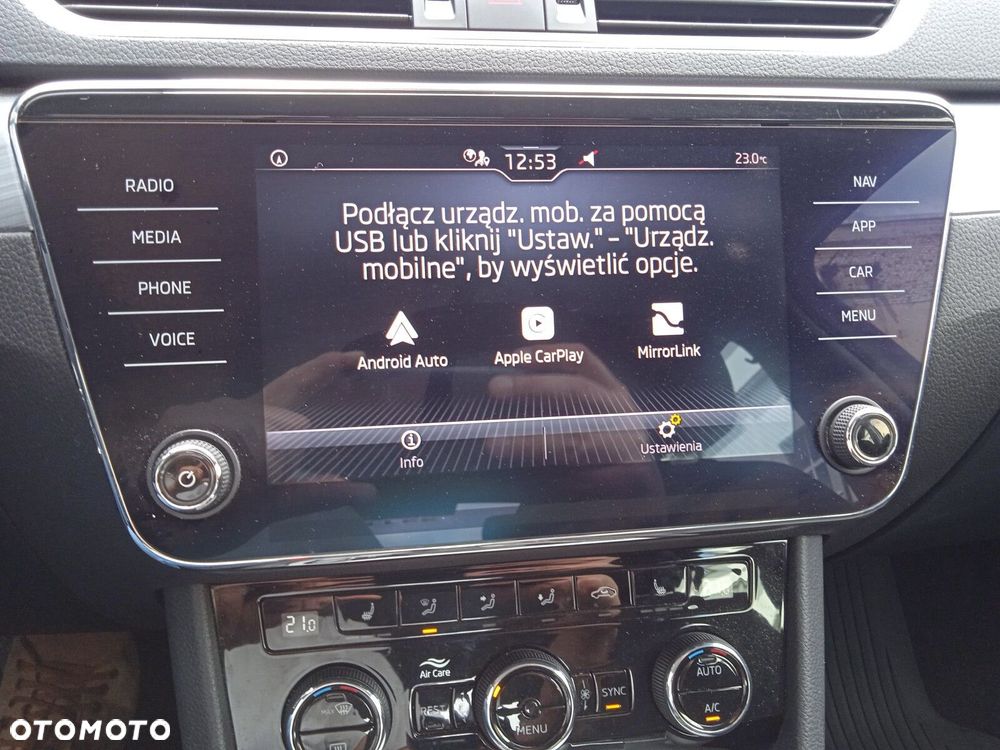 12:53
23.0°C
RADIO
MEDIA
PHONE
VOICE
Podłącz urządz. mob. za pomocą
USB lub kliknij "Ustaw." - "Urządz.
mobilne", by wyświetlić opcje.
Android Auto
Apple CarPlay
MirrorLink
Info
Ustawienia
NAV
APP
CAR
MENU
21.0
Air Care
MAX
REST
MENU
SYNC
AUTO
A/C
OTOMOTO